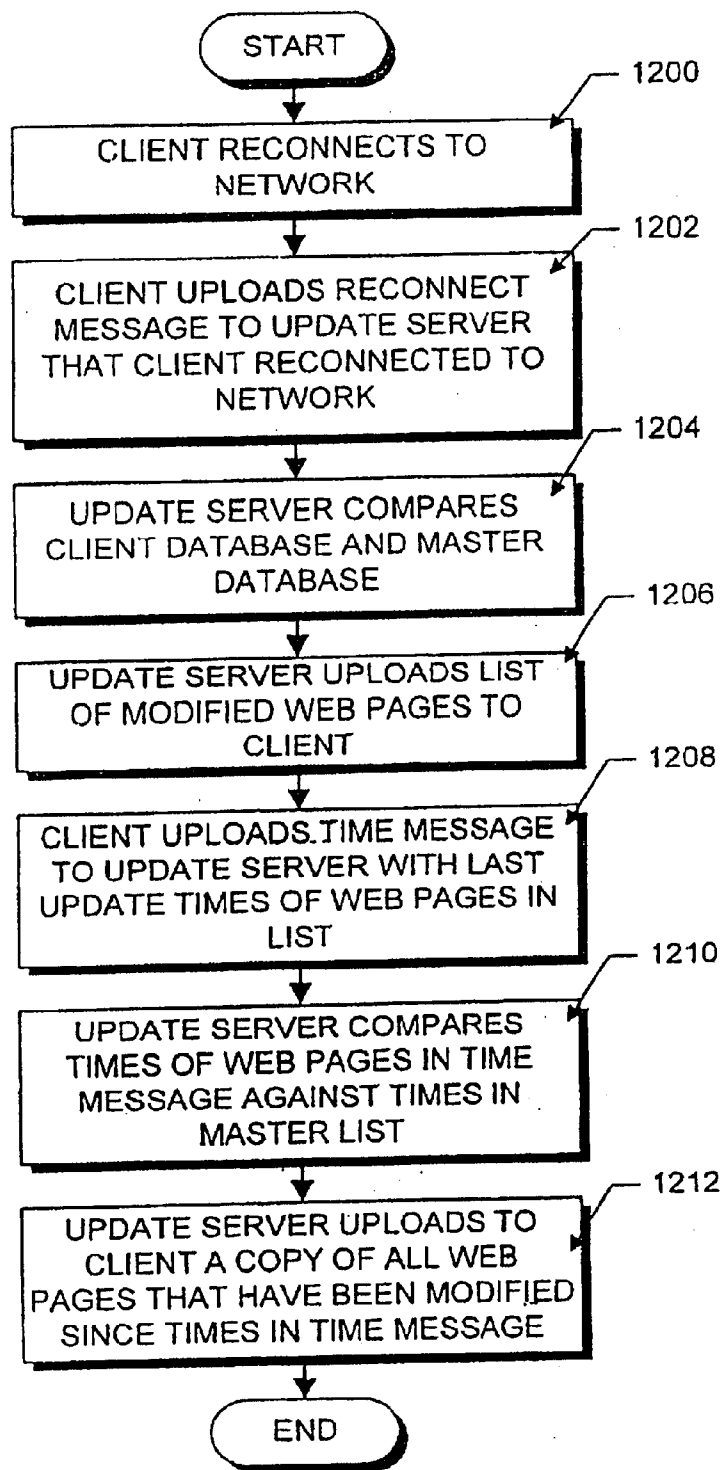 START
1200
CLIENT RECONNECTS TO
NETWORK
1202
CLIENT UPLOADS RECONNECT
MESSAGE TO UPDATE SERVER
THAT CLIENT RECONNECTED TO
NETWORK
1204
UPDATE SERVER COMPARES
CLIENT DATABASE AND MASTER
DATABASE
1206
UPDATE SERVER UPLOADS LIST
OF MODIFIED WEB PAGES TO
CLIENT
1208
CLIENT UPLOADS TIME MESSAGE
TO UPDATE SERVER WITH LAST
UPDATE TIMES OF WEB PAGES IN
LIST
1210
UPDATE SERVER COMPARES
TIMES OF WEB PAGES IN TIME
MESSAGE AGAINST TIMES IN
MASTER LIST
1212
UPDATE SERVER UPLOADS TO
CLIENT A COPY OF ALL WEB
PAGES THAT HAVE BEEN MODIFIED
SINCE TIMES IN TIME MESSAGE
END